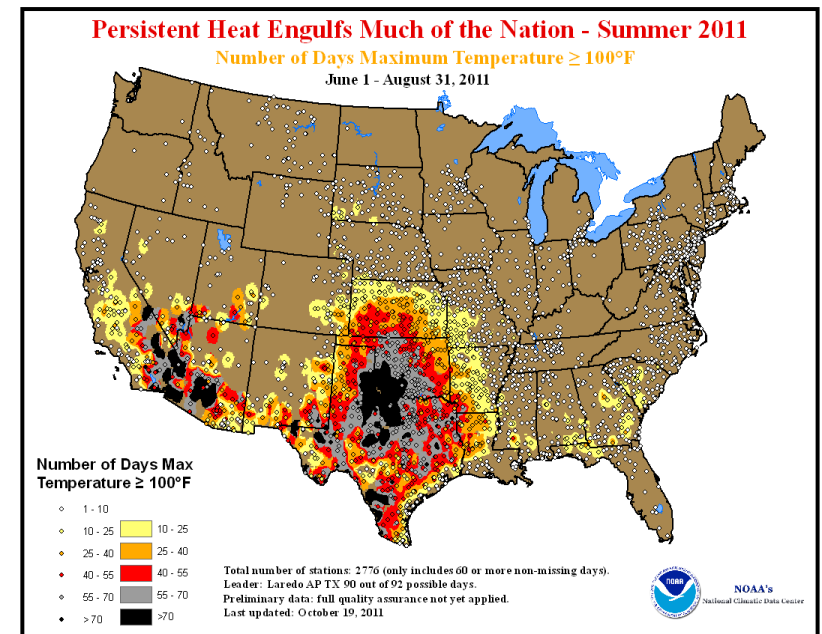 Persistent Heat Engulfs Much of the Nation - Summer 2011
Number of Days Maximum Temperature ≥ 100°F
June 1 - August 31, 2011
Number of Days Max
Temperature ≥ 100°F
1 - 10
10 - 25 10 - 25
25 - 40 25 - 40
40 - 55 40 - 55
55 - 70 55 - 70
> 70 >70
Total number of stations: 2776 (only includes 60 or more non-missing days).
Leader: Laredo AP TX 90 out of 92 possible days.
Preliminary data: full quality assurance not yet applied.
Last updated: October 19, 2011
NOAA
NOAA's
National Climatic Data Center